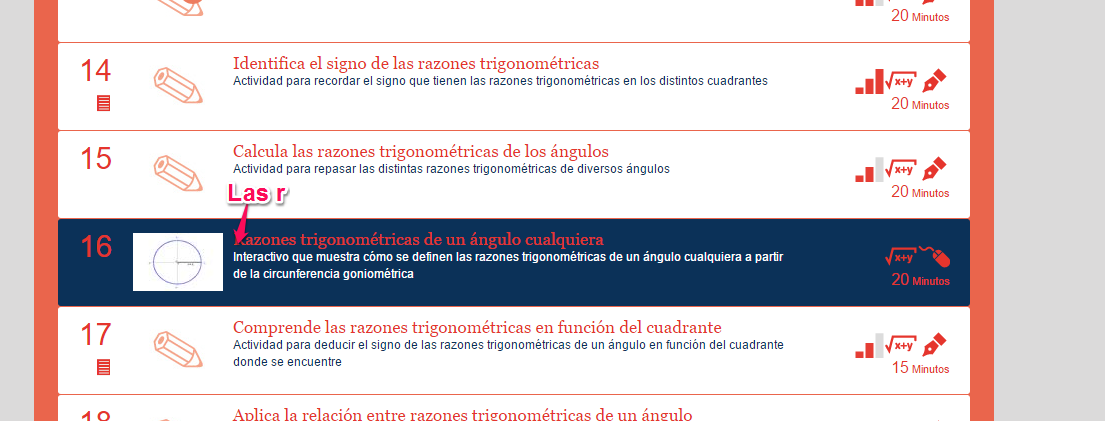 20 Minutos
14
Identifica el signo de las razones trigonométricas
Actividad para recordar el signo que tienen las razones trigonométricas en los distintos cuadrantes
√x+y
20 Minutos
15
Calcula las razones trigonométricas de los ángulos
Actividad para repasar las distintas razones trigonométricas de diversos ángulos
√x+y
20 Minutos
Las r
16
Razones trigonométricas de un ángulo cualquiera
Interactivo que muestra cómo se definen las razones trigonométricas de un ángulo cualquiera a partir
de la circunferencia goniométrica
√x+y
20 Minutos
17
Comprende las razones trigonométricas en función del cuadrante
Actividad para deducir el signo de las razones trigonométricas de un ángulo en función del cuadrante
donde se encuentre
√x+y
15 Minutos
18
Aplica la relación entre razones trigonométricas de un ángulo